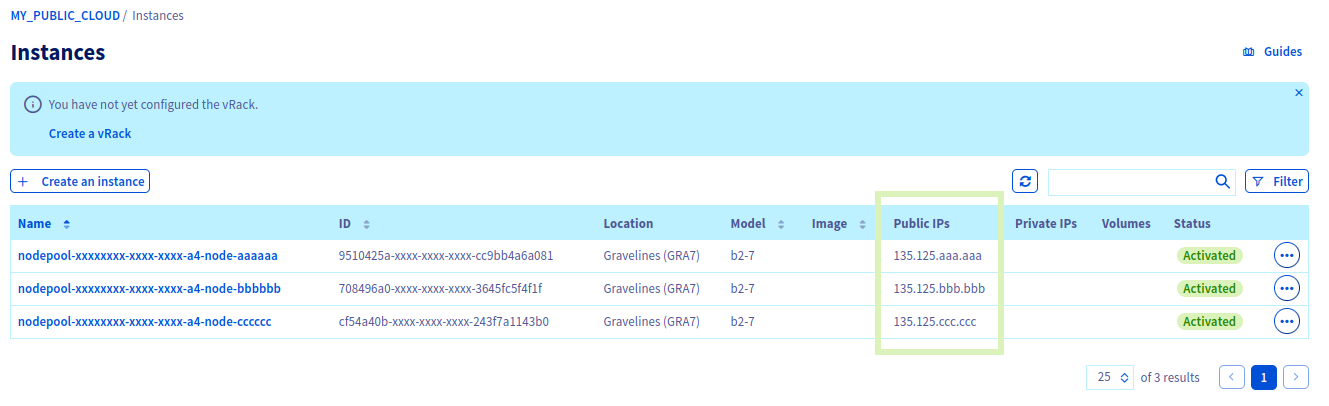 MY_PUBLIC_CLOUD / Instances
Instances
Guides
You have not yet configured the vRack.
Create a vRack
Create an instance
Filter
Name ID Location Model Image Public IPs Private IPs Volumes Status
nodepool-xxxxxxxx-xxxx-xxxx-a4-node-aaaaaa 9510425a-xxxx-xxxx-xxxx-cc9bb4a6a081 Gravelines (GRA7) b2-7 135.125.aaa.aaa Activated
nodepool-xxxxxxxx-xxxx-xxxx-a4-node-bbbbbb 708496a0-xxxx-xxxx-xxxx-3645fc5f4f1f Gravelines (GRA7) b2-7 135.125.bbb.bbb Activated
nodepool-xxxxxxxx-xxxx-xxxx-a4-node-cccccc cf54a40b-xxxx-xxxx-xxxx-243f7a1143b0 Gravelines (GRA7) b2-7 135.125.ccc.ccc Activated
25 of 3 results 1